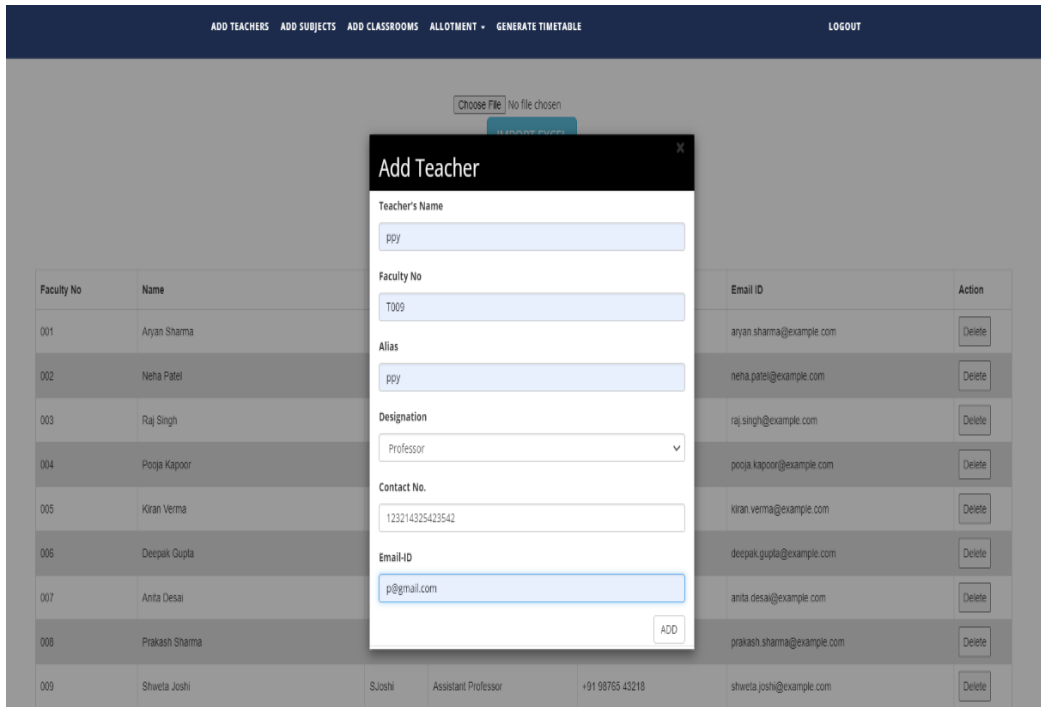 ADD TEACHERS ADD SUBJECTS ADD CLASSROOMS ALLOTMENT GENERATE TIMETABLE LOGOUT
Choose File No file chosen
IMPORT EXCEL
Add Teacher X
Teacher's Name
ppy
Faculty No
T009
Alias
ppy
Designation
Professor
Contact No.
123214325423542
Email-ID
p@gmail.com
ADD
Faculty No Name Email ID Action
001 Aryan Sharma aryan.sharma@example.com Delete
002 Neha Patel neha.patel@example.com Delete
003 Raj Singh raj.singh@example.com Delete
004 Pooja Kapoor pooja.kapoor@example.com Delete
005 Kiran Verma kiran.verma@example.com Delete
006 Deepak Gupta deepak.gupta@example.com Delete
007 Anita Desai anita.desai@example.com Delete
008 Prakash Sharma prakash.sharma@example.com Delete
009 Shweta Joshi SJoshi Assistant Professor +91 98765 43218 shweta.joshi@example.com Delete